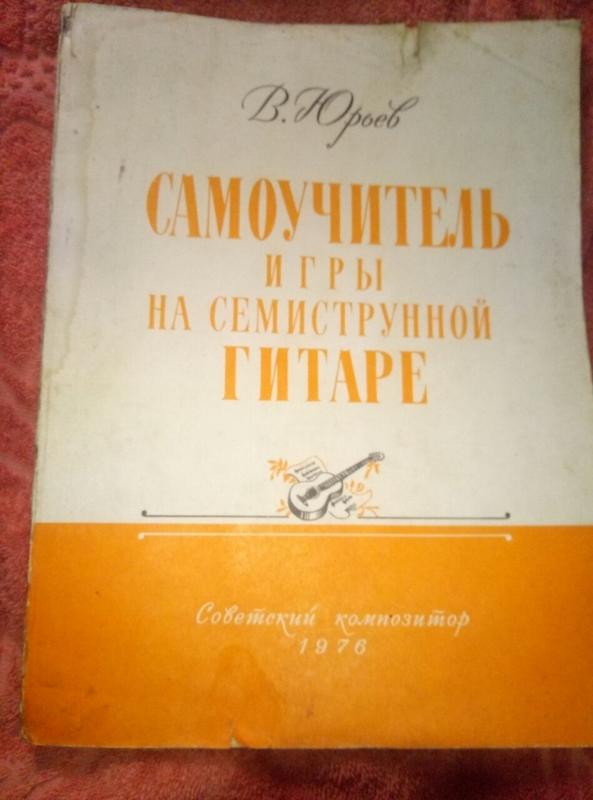 В. Юрьев
САМОУЧИТЕЛЬ
ИГРЫ
НА СЕМИСТРУННОЙ
ГИТАРЕ
Советский композитор
1976